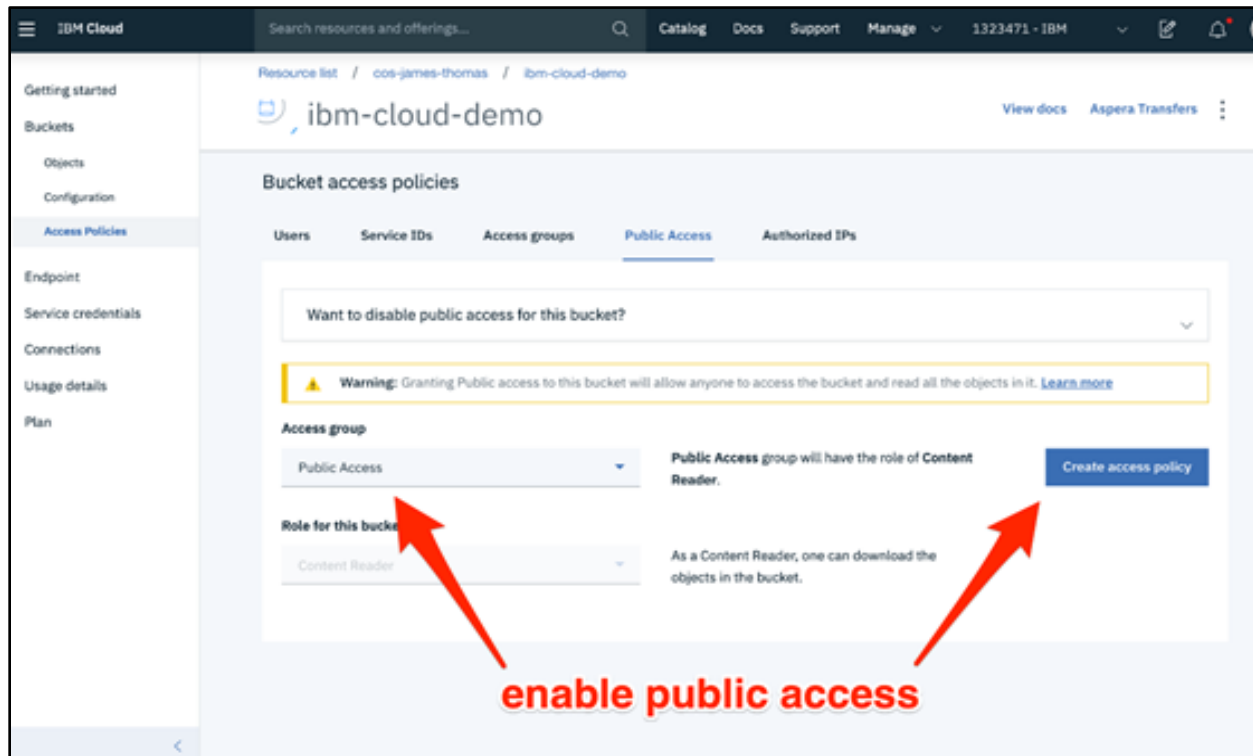 IBM Cloud
Search resources and offerings...
Catalog
Docs
Support
Manage
1323471 - IBM
Getting started
Buckets
Objects
Configuration
Access Policies
Endpoint
Service credentials
Connections
Usage details
Plan
Resource list / cos-james-thomas / ibm-cloud-demo
ibm-cloud-demo
View docs
Aspera Transfers
Bucket access policies
Users
Service IDs
Access groups
Public Access
Authorized IPs
Want to disable public access for this bucket?
Warning: Granting Public access to this bucket will allow anyone to access the bucket and read all the objects in it. Learn more
Access group
Public Access
Public Access group will have the role of Content
Reader.
Create access policy
Role for this bucke
Content Reader
As a Content Reader, one can download the
objects in the bucket.
enable public access